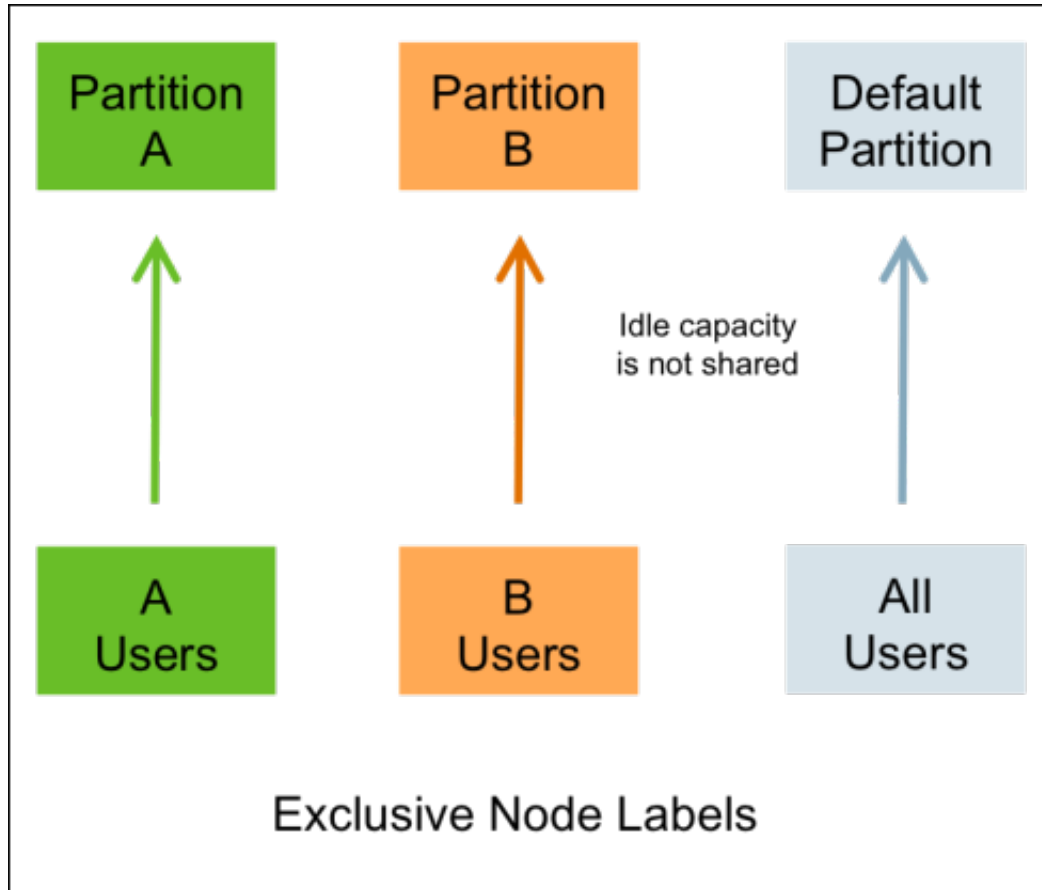 Partition
A
Partition
B
Default
Partition
Idle capacity
is not shared
A
Users
B
Users
All
Users
Exclusive Node Labels